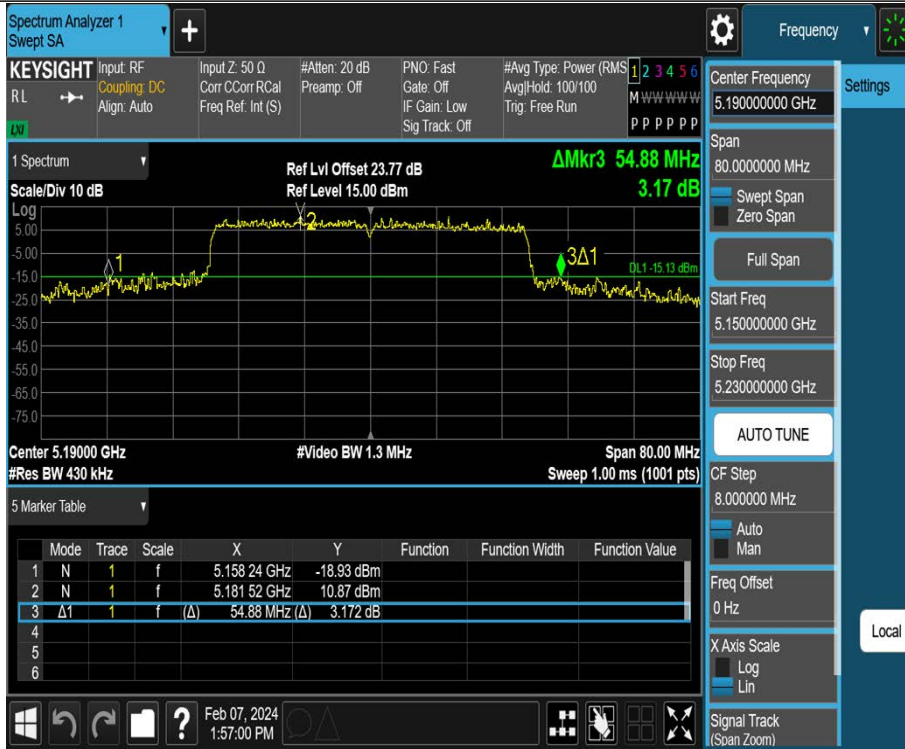 Spectrum Analyzer 1
Swept SA
+
Frequency
KEYSIGHT
R L
LXI
Input: RF
Coupling: DC
Align: Auto
Input Z: 50 Ω
Corr CCorr RCal
Freq Ref: Int (S)
#Atten: 20 dB
Preamp: Off
PNO: Fast
Gate: Off
IF Gain: Low
Sig Track: Off
#Avg Type: Power (RMS
Avg|Hold: 100/100
Trig: Free Run
1 2 3 4 5 6
M W W W W W
P P P P P P
1 Spectrum
Scale/Div 10 dB
Ref Lvl Offset 23.77 dB
Ref Level 15.00 dBm
ΔMkr3 54.88 MHz
3.17 dB
Log
5.00
-5.00
-15.0
-25.0
-35.0
-45.0
-55.0
-65.0
-75.0
1
2
3Δ1
DL1 -15.13 dBm
Center 5.19000 GHz
#Video BW 1.3 MHz
Span 80.00 MHz
#Res BW 430 kHz
Sweep 1.00 ms (1001 pts)
5 Marker Table
Mode Trace Scale X Y Function Function Width Function Value
1 N 1 f 5.158 24 GHz -18.93 dBm
2 N 1 f 5.181 52 GHz 10.87 dBm
3 Δ1 1 f (Δ) 54.88 MHz (Δ) 3.172 dB
4
5
6
?
Feb 07, 2024
1:57:00 PM
Center Frequency
5.190000000 GHz
Span
80.0000000 MHz
Swept Span
Zero Span
Full Span
Start Freq
5.150000000 GHz
Stop Freq
5.230000000 GHz
AUTO TUNE
CF Step
8.000000 MHz
Auto
Man
Freq Offset
0 Hz
X Axis Scale
Log
Lin
Signal Track
(Span Zoom)
Settings
Local